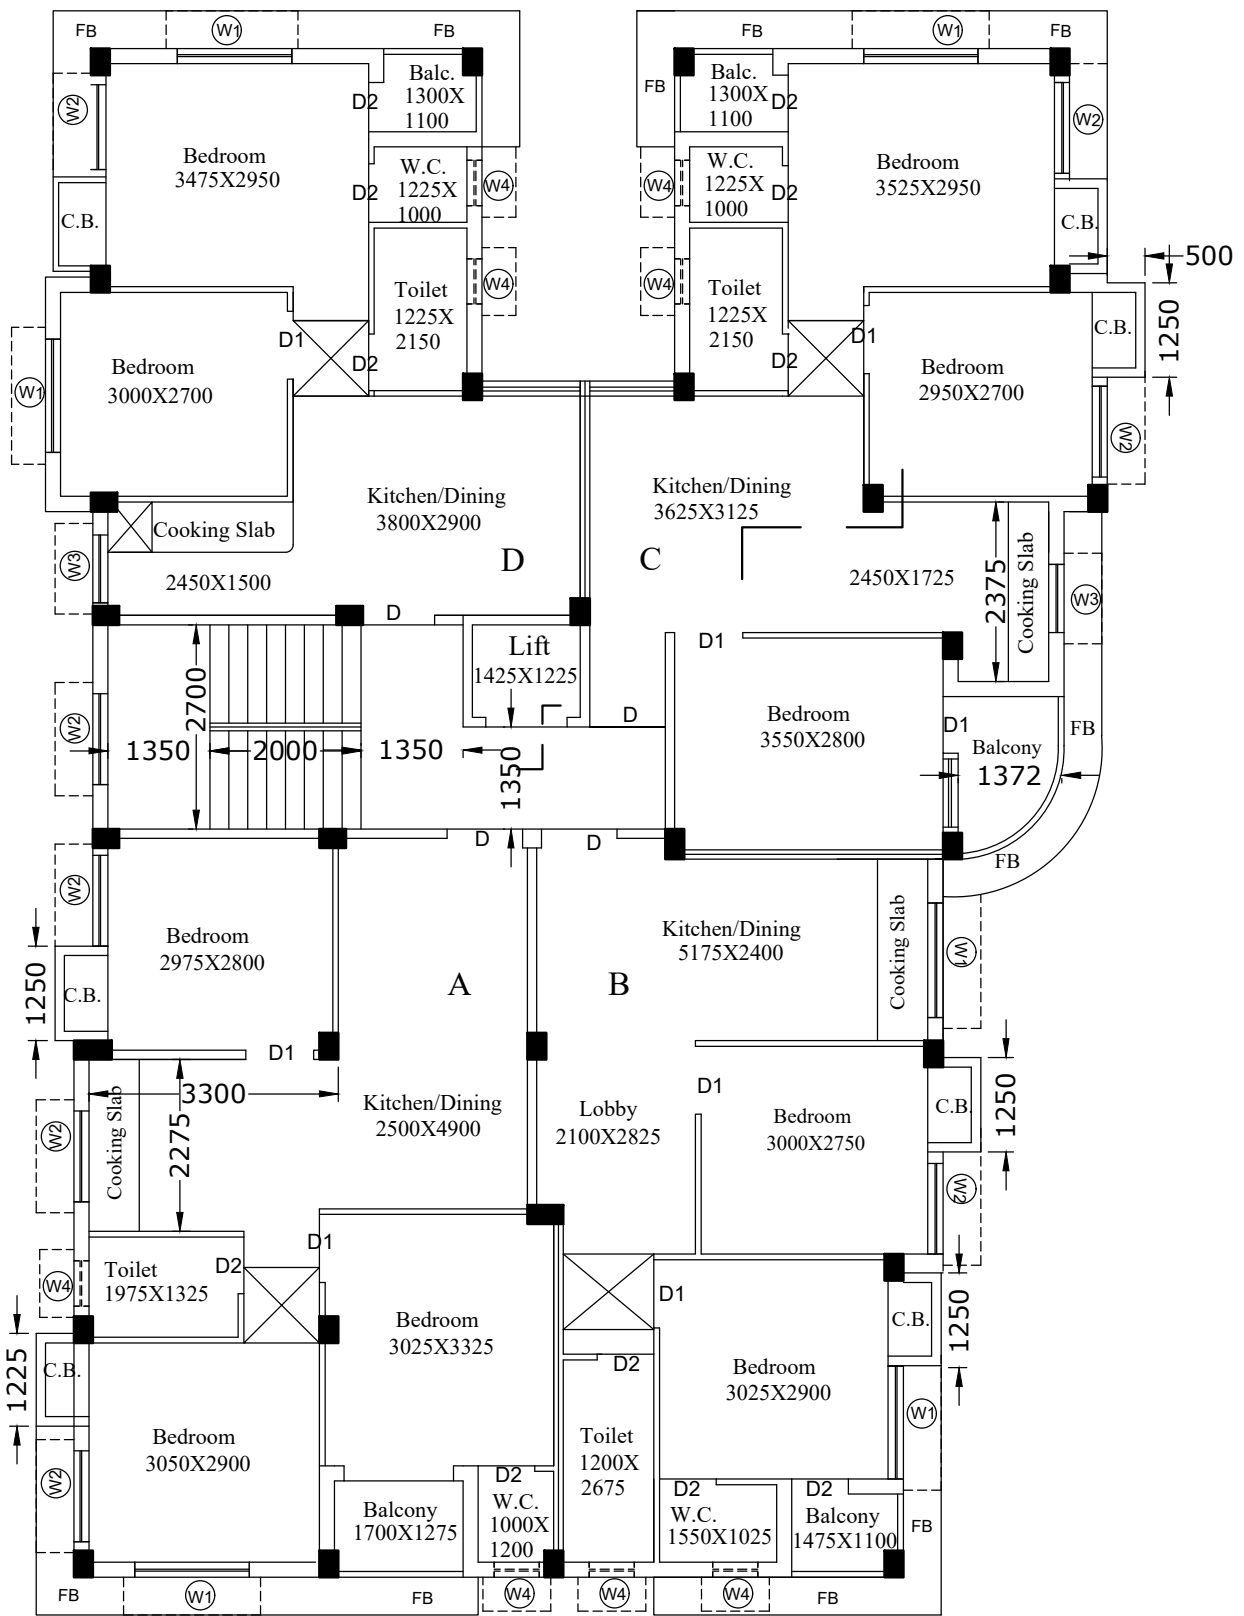 FB
W1
FB
FB
W1
FB
W2
Balc.
1300X
1100
D2
FB
Balc.
1300X
1100
D2
W2
Bedroom
3475X2950
W.C.
1225X
1000
D2
W4
W4
W.C.
1225X
1000
D2
Bedroom
3525X2950
C.B.
C.B.
500
Toilet
1225X
2150
W4
W4
Toilet
1225X
2150
C.B.
1250
D1
D2
D2
D1
Bedroom
3000X2700
W1
Bedroom
2950X2700
W2
Kitchen/Dining
3800X2900
Kitchen/Dining
3625X3125
Cooking Slab
D
C
W3
2450X1500
2450X1725
2375
Cooking Slab
W3
D
D1
Lift
1425X1225
2700
W2
D
Bedroom
3550X2800
D1
FB
Balcony
1372
1350
2000
1350
1350
D
D
FB
W2
Cooking Slab
Bedroom
2975X2800
Kitchen/Dining
5175X2400
W1
1250
C.B.
A
B
D1
3300
D1
1250
C.B.
Cooking Slab
2275
W2
Kitchen/Dining
2500X4900
Lobby
2100X2825
Bedroom
3000X2750
W2
D1
Toilet
1975X1325
D2
W4
D1
1250
C.B.
Bedroom
3025X3325
1225
C.B.
D2
Bedroom
3025X2900
W1
Bedroom
3050X2900
Toilet
1200X
2675
W2
D2
W.C.
1000X
1200
D2
W.C.
1550X1025
D2
Balcony
1475X1100
Balcony
1700X1275
FB
FB
W1
FB
W4
W4
W4
FB